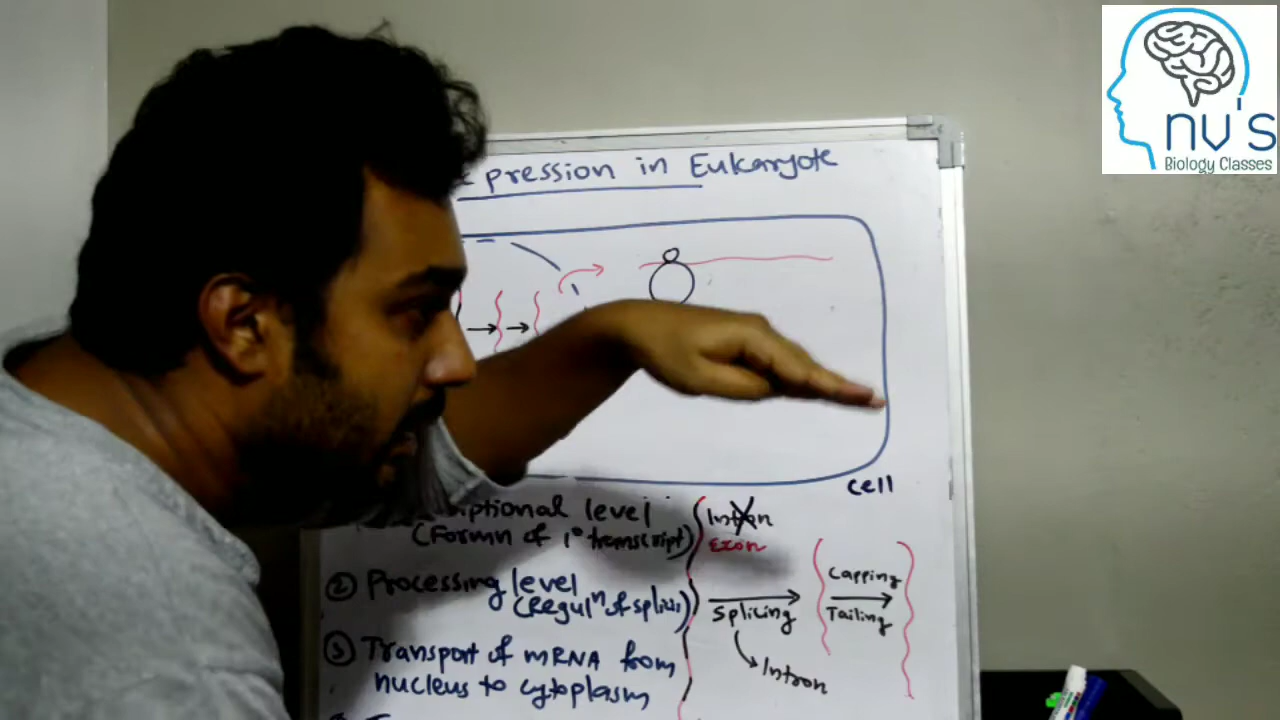 nv's
Biology Classes
pression in Eukaryote
cell
iptional level
(Formn of 1° transcript)
Intron
Exon
② Processing level
(Regulⁿ of splici)
Splicing
Intron
Capping
Tailing
③ Transport of mRNA from
nucleus to cytoplasm